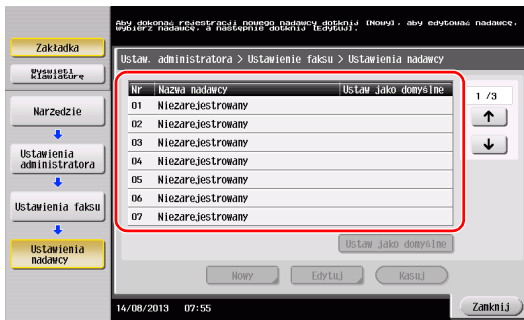 Aby dokonać rejestracji nowego nadawcy dotknij [Nowy], aby edytować nadawcę,
wybierz nadawcę, a następnie dotknij [Edytuj].
Zakładka
Wyświetl
klawiaturę
Narzędzie
Ustawienia
administratora
Ustawienia faksu
Ustawienia
nadawcy
Ustaw. administratora > Ustawienie faksu > Ustawienia nadawcy
Nr Nazwa nadawcy Ustaw jako domyślne
01 Niezarejestrowany
02 Niezarejestrowany
03 Niezarejestrowany
04 Niezarejestrowany
05 Niezarejestrowany
06 Niezarejestrowany
07 Niezarejestrowany
1 /3
Ustaw jako domyślne
Nowy Edytuj Kasuj
14/08/2013 07:55
Zamknij